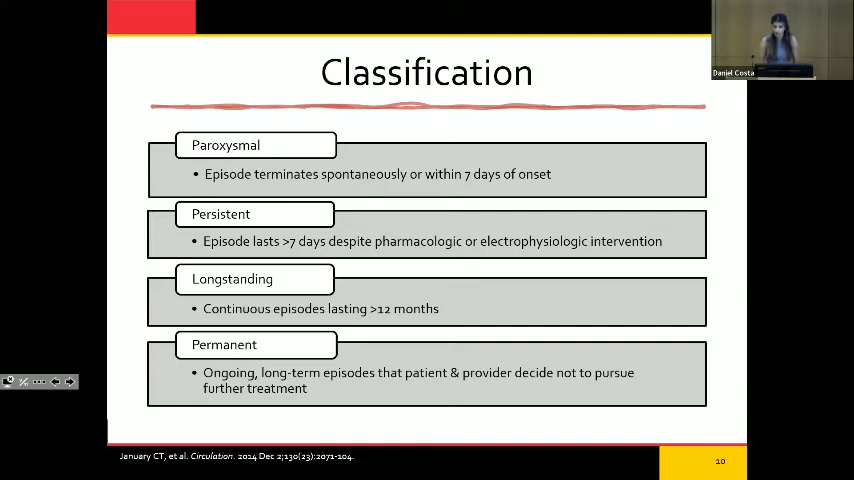 Classification
Daniel Costa
Paroxysmal
• Episode terminates spontaneously or within 7 days of onset
Persistent
• Episode lasts >7 days despite pharmacologic or electrophysiologic intervention
Longstanding
• Continuous episodes lasting >12 months
Permanent
• Ongoing, long-term episodes that patient & provider decide not to pursue
further treatment
January CT, et al. Circulation. 2014 Dec 2;130(23):2071-104.
10